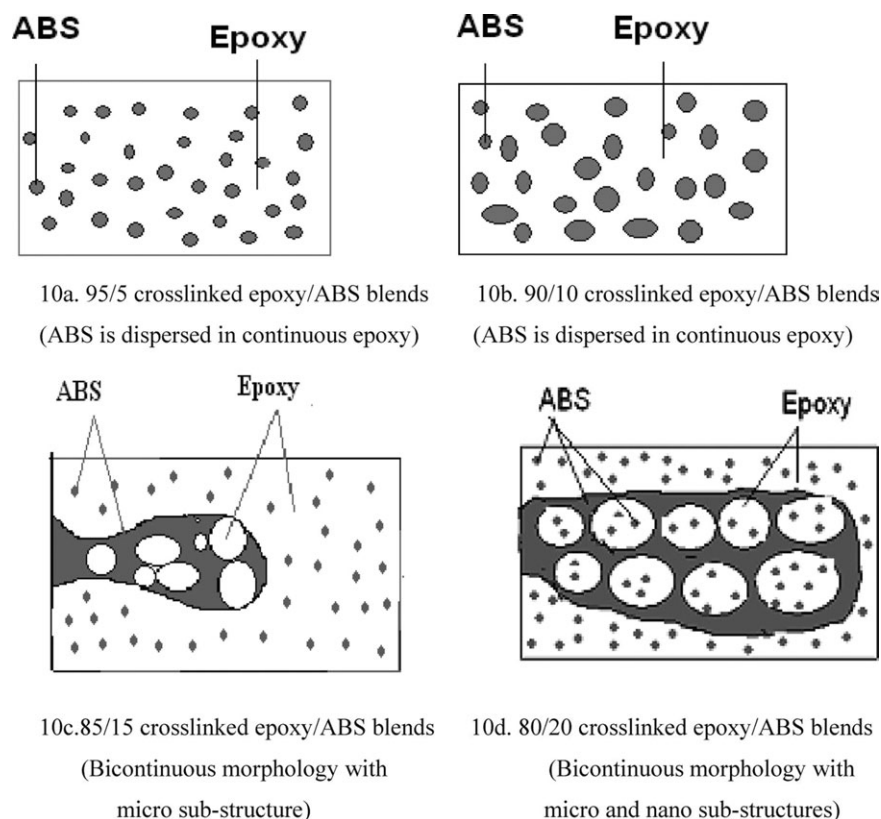 ABS
Epoxy
ABS
Epoxy
10a. 95/5 crosslinked epoxy/ABS blends
(ABS is dispersed in continuous epoxy)
10b. 90/10 crosslinked epoxy/ABS blends
(ABS is dispersed in continuous epoxy)
ABS
Epoxy
ABS
Epoxy
10c.85/15 crosslinked epoxy/ABS blends
(Bicontinuous morphology with
micro sub-structure)
10d. 80/20 crosslinked epoxy/ABS blends
(Bicontinuous morphology with
micro and nano sub-structures)